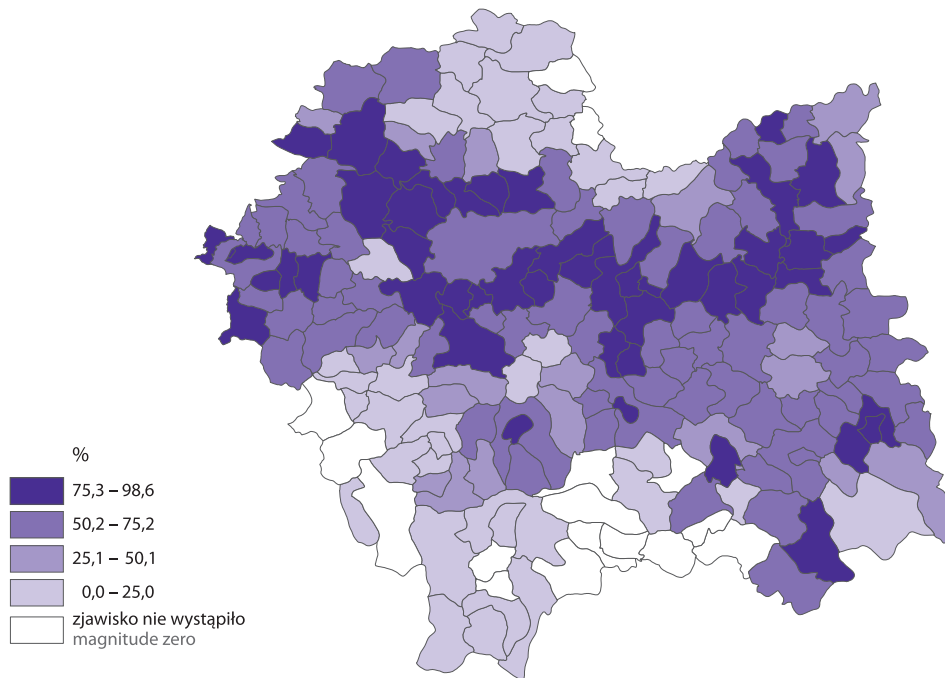 %
75,3 – 98,6
50,2 – 75,2
25,1 – 50,1
0,0 – 25,0
zjawisko nie wystąpiło
magnitude zero